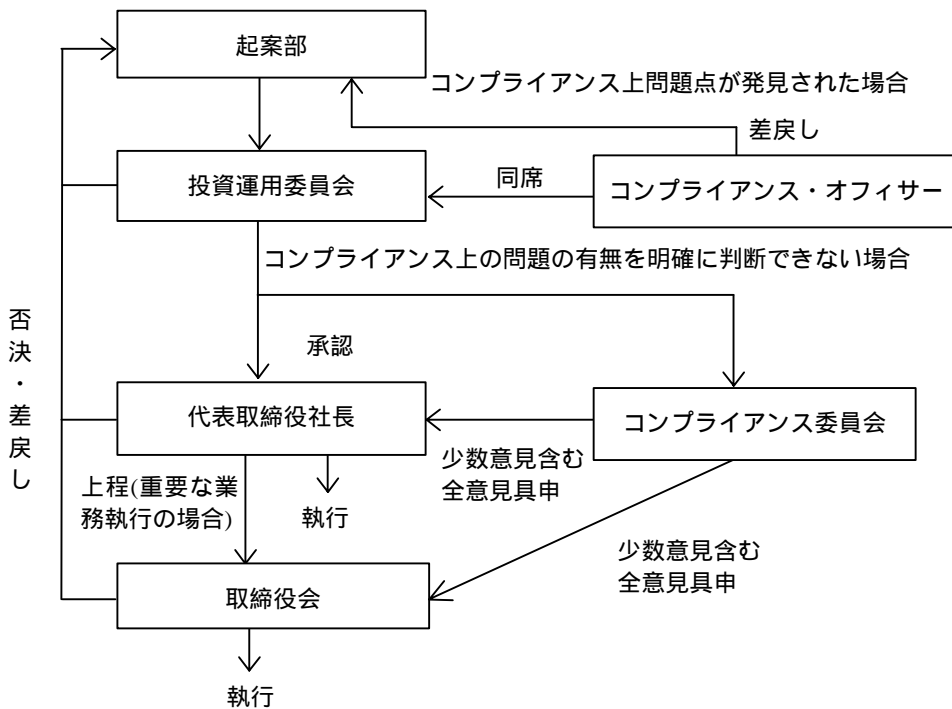 起案部
コンプライアンス上問題点が発見された場合
差戻し
投資運用委員会
同席
コンプライアンス・オフィサー
コンプライアンス上の問題の有無を明確に判断できない場合
否決・差戻し
承認
代表取締役社長
コンプライアンス委員会
少数意見含む
全意見具申
上程(重要な業
務執行の場合)
執行
少数意見含む
全意見具申
取締役会
執行